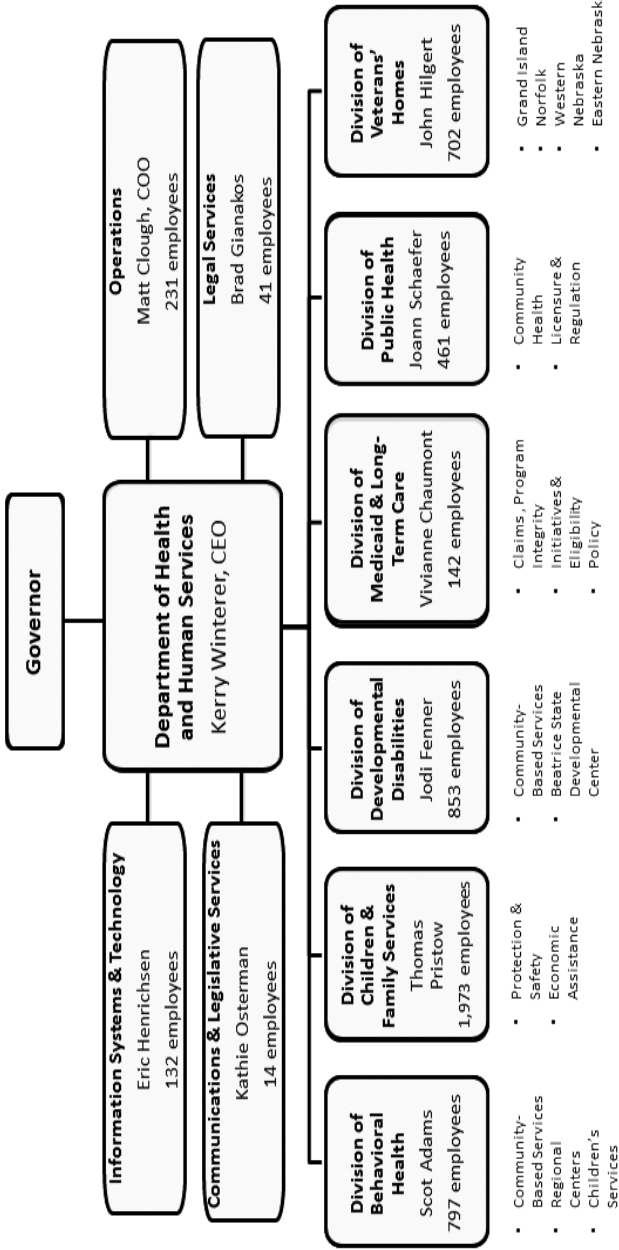 Governor
Information Systems & Technology
Eric Henrichsen
132 employees
Communications & Legislative Services
Kathie Osterman
14 employees
Department of Health
and Human Services
Kerry Winterer, CEO
Operations
Matt Clough, COO
231 employees
Legal Services
Brad Gianakos
41 employees
Division of
Behavioral
Health
Scot Adams
797 employees
• Community-
Based Services
• Regional
Centers
• Children's
Services
Division of
Children &
Family Services
Thomas
Pristow
1,973 employees
• Protection &
Safety
• Economic
Assistance
Division of
Developmental
Disabilities
Jodi Fenner
853 employees
• Community-
Based Services
• Beatrice State
Developmental
Center
Division of
Medicaid & Long-
Term Care
Vivianne Chaumont
142 employees
• Claims, Program
Integrity
• Initiatives &
Eligibility
• Policy
Division of
Public Health
Joann Schaefer
461 employees
• Community
Health
• Licensure &
Regulation
Division of
Veterans'
Homes
John Hilgert
702 employees
• Grand Island
• Norfolk
• Western
Nebraska
• Eastern Nebrask